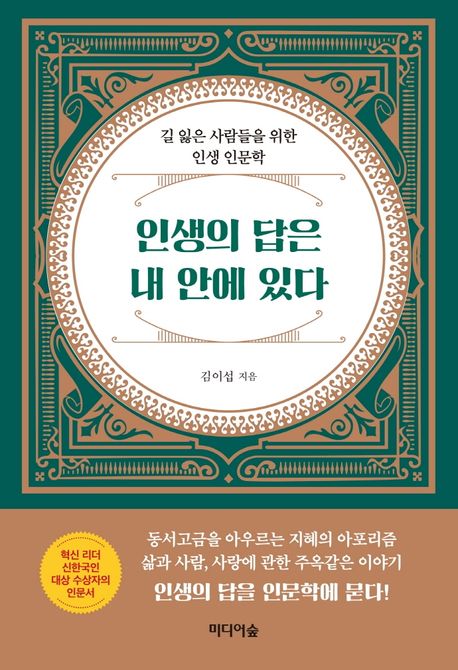 길 잃은 사람들을 위한
인생 인문학
인생의 답은
내 안에 있다
김이섭 지음
혁신 리더
신한국인
대상 수상자의
인문서
동서고금을 아우르는 지혜의 아포리즘
삶과 사람, 사랑에 관한 주옥같은 이야기
인생의 답을 인문학에 묻다!
미디어숲